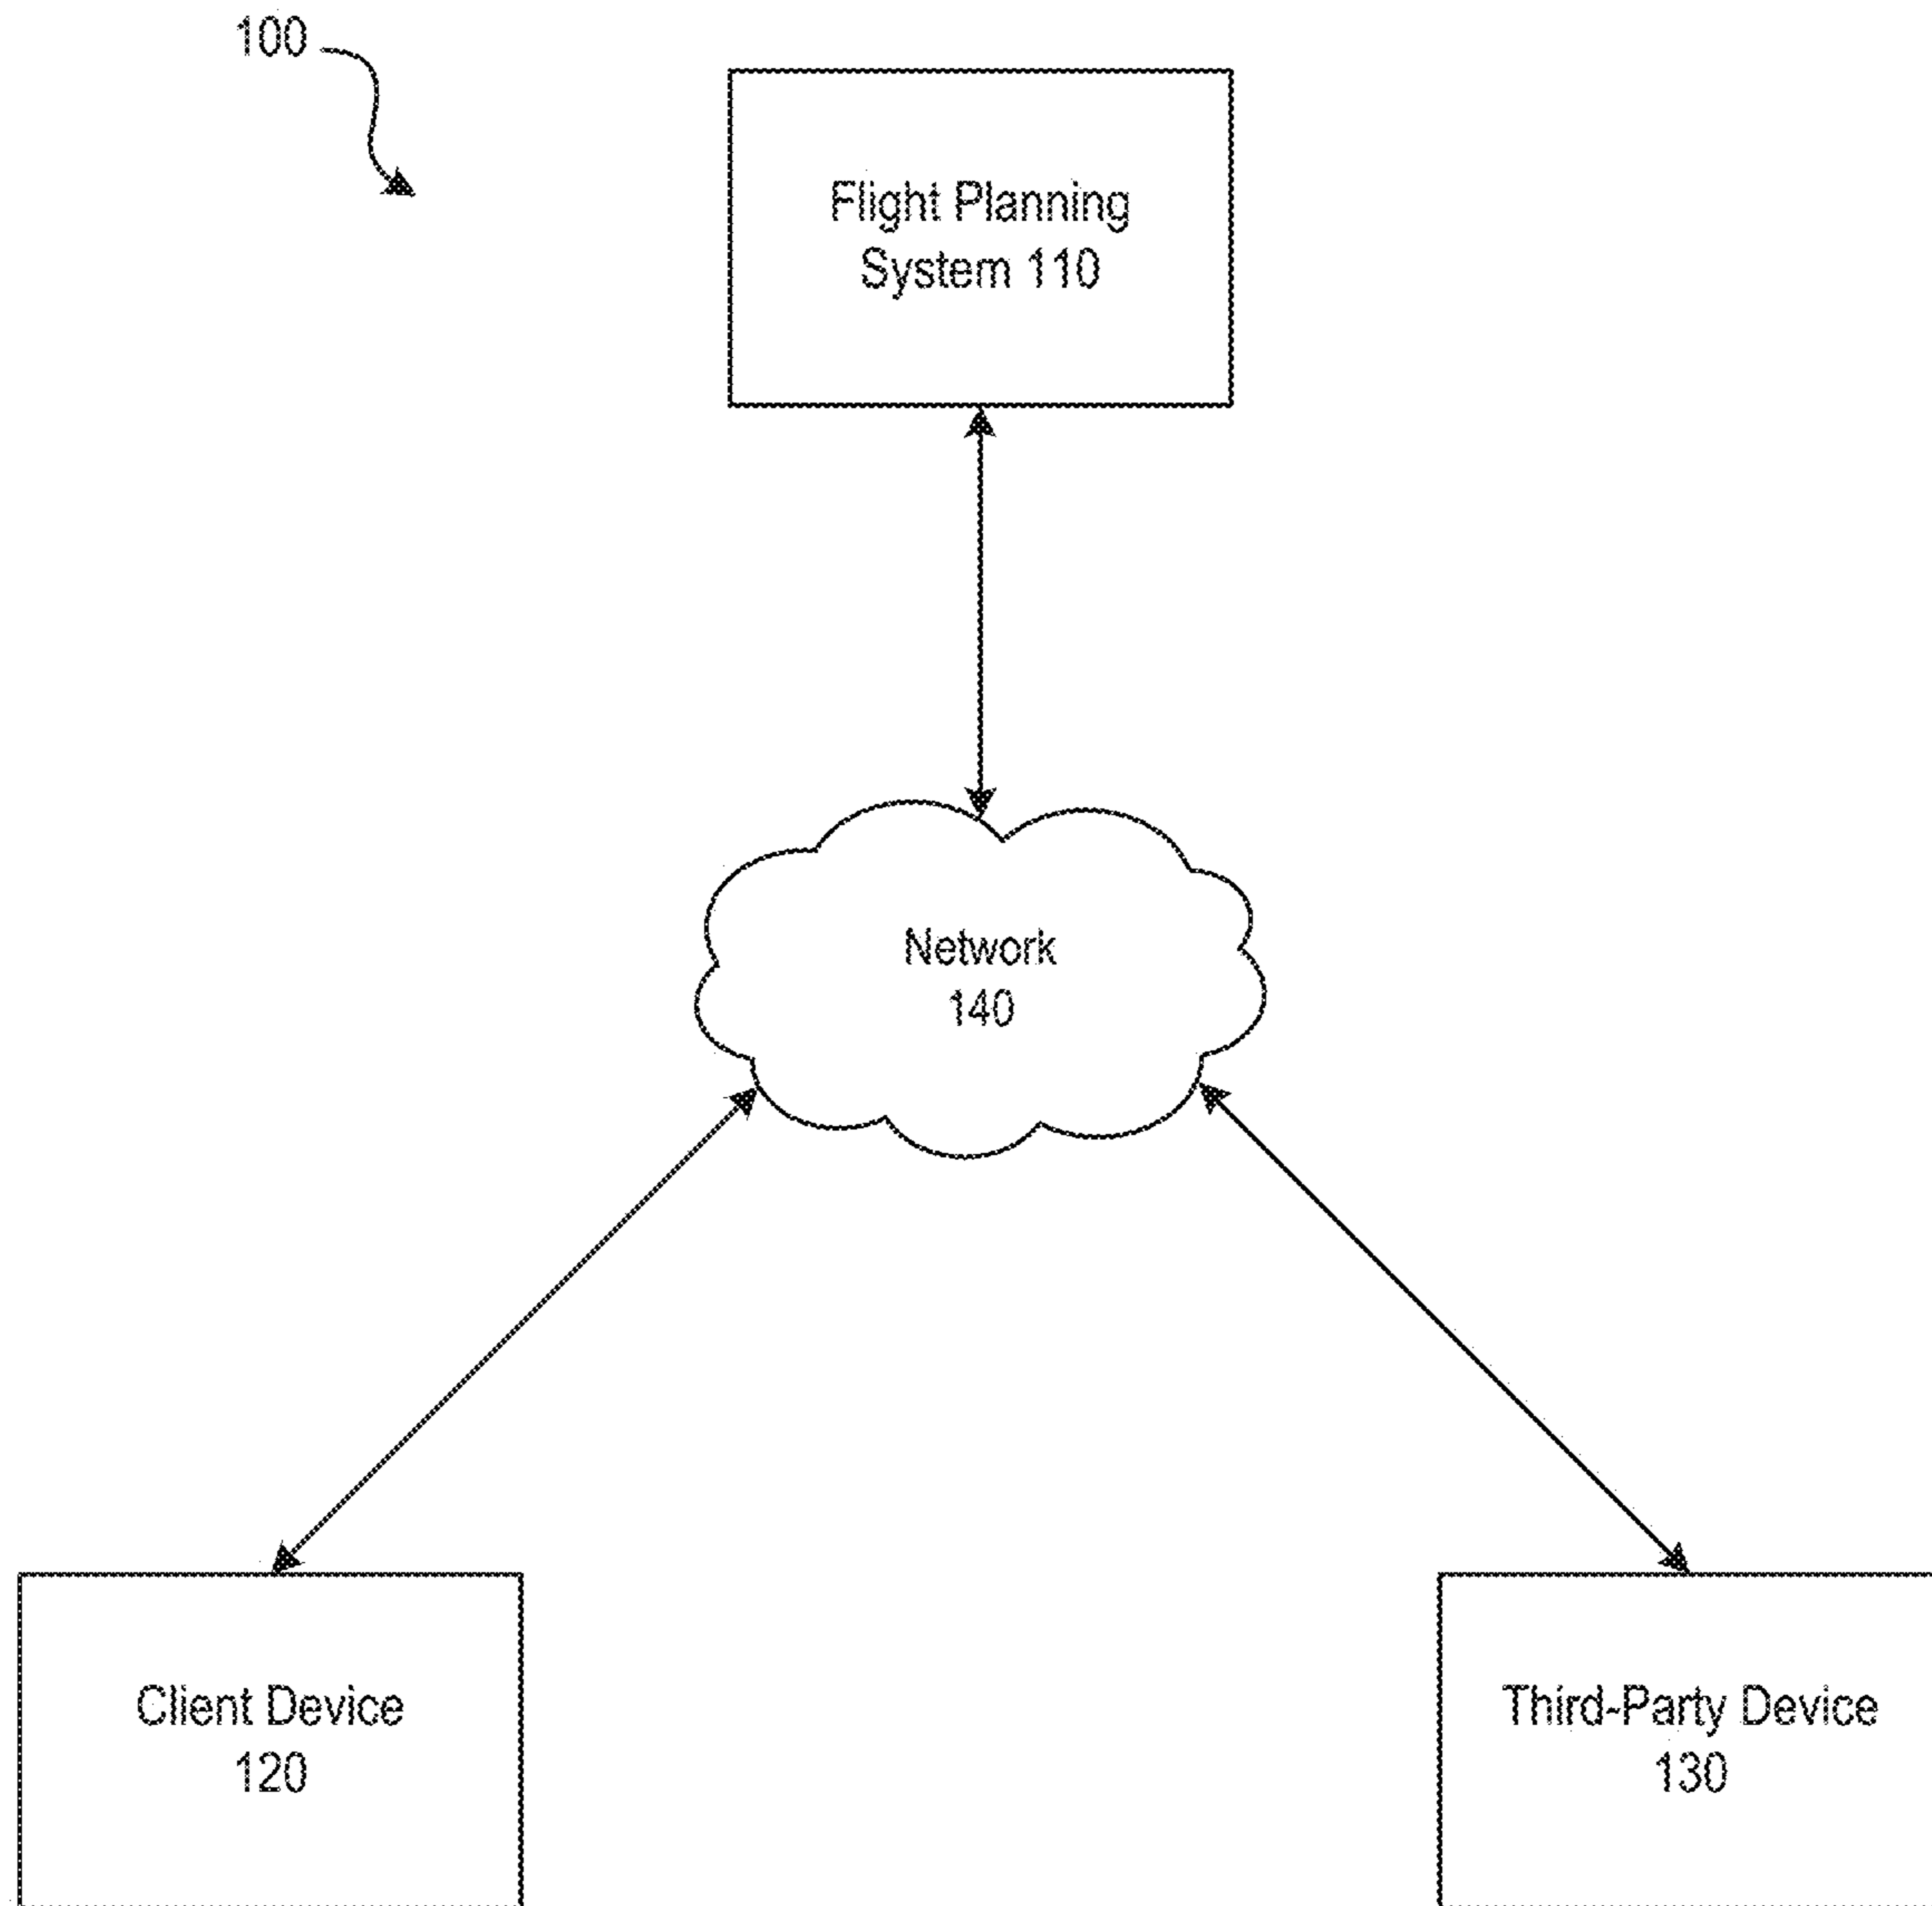 100
Flight Planning
System 110
Network
140
Client Device
120
Third-Party Device
130